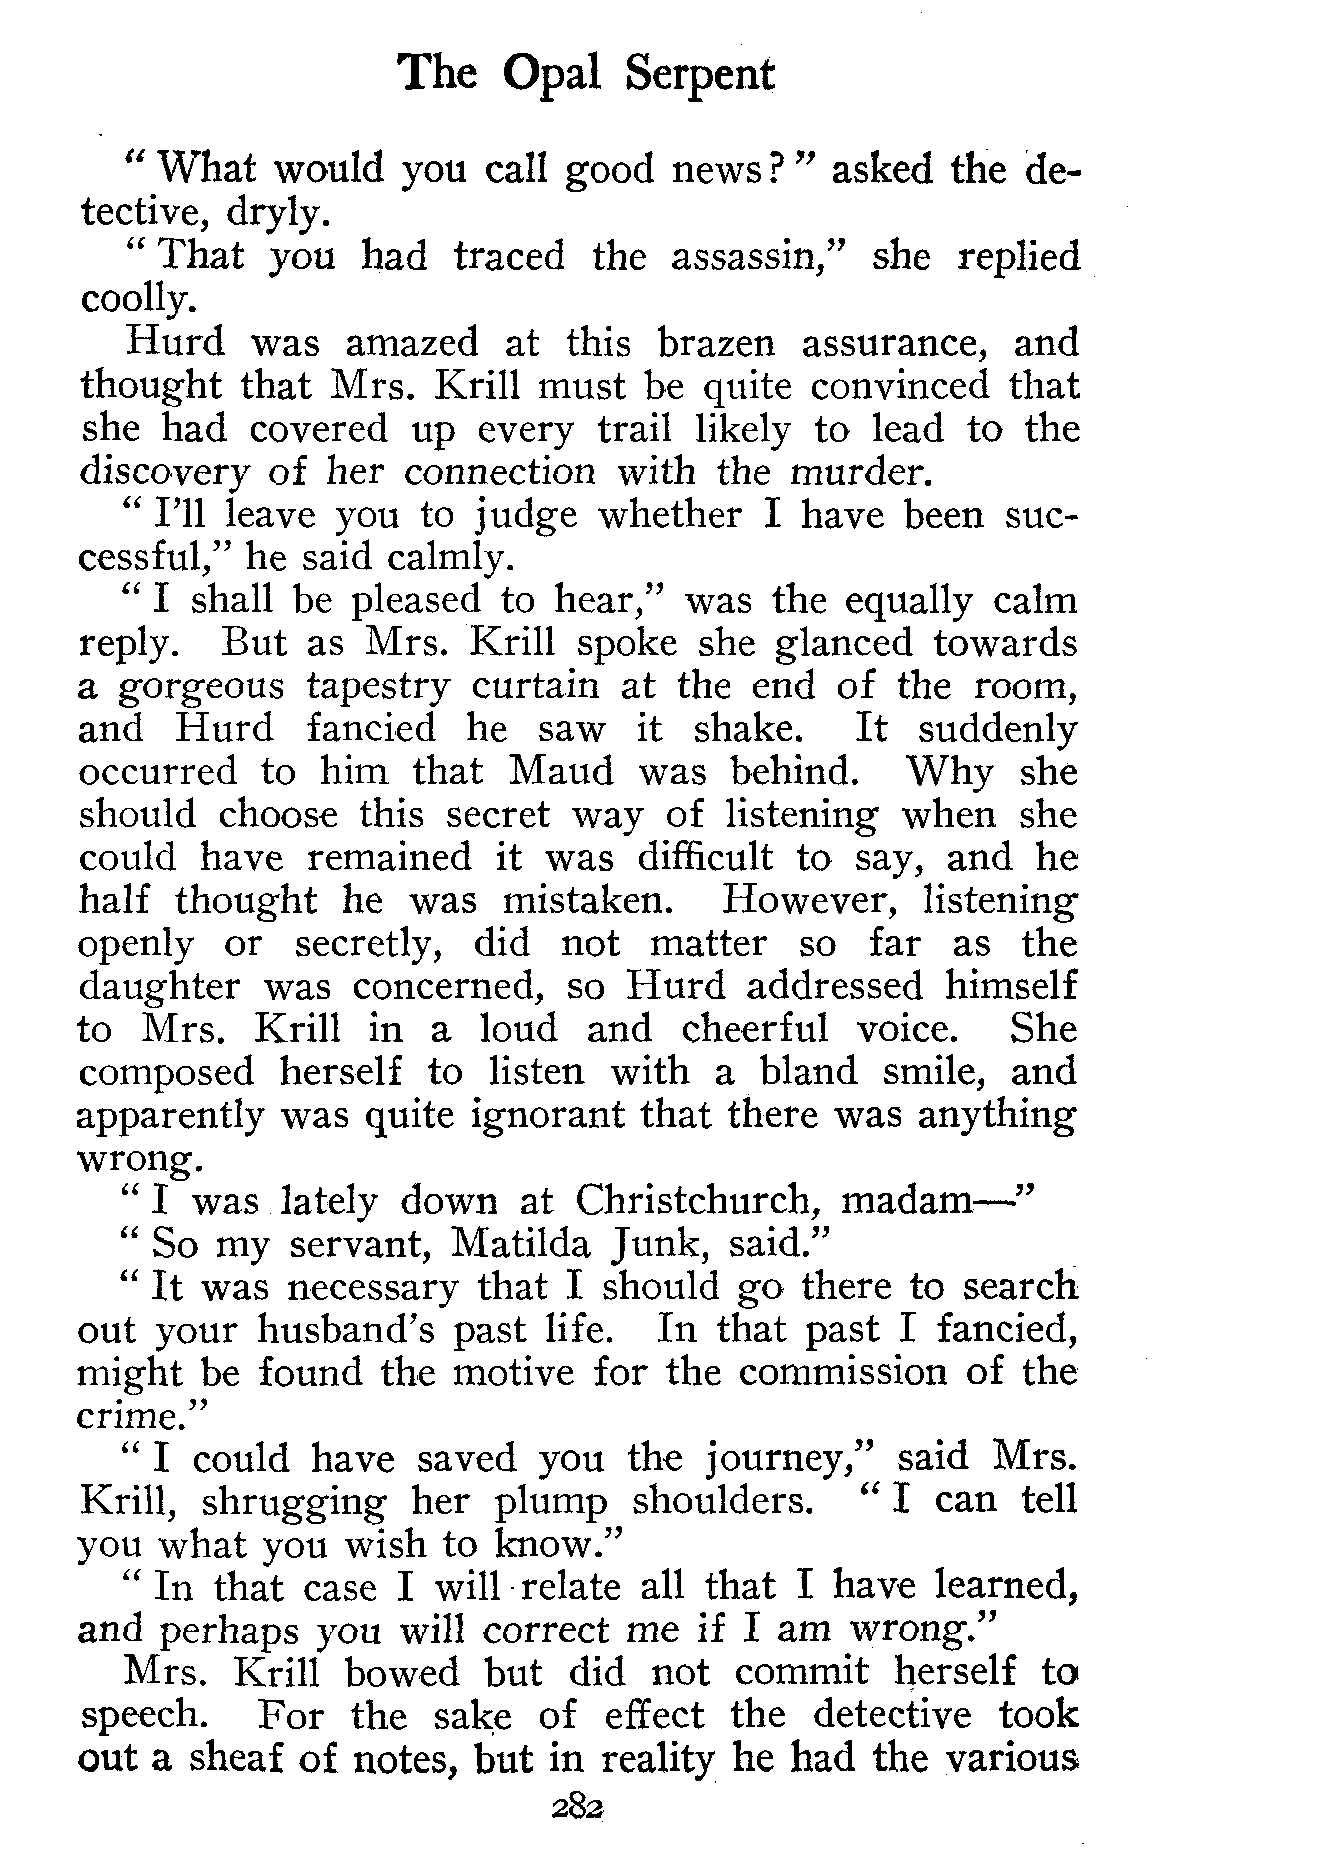 The Opal Serpent
“ What would you call good news? ” asked the de-
tective, dryly.
“ That you had traced the assassin,” she replied
coolly.
Hurd was amazed at this brazen assurance, and
thought that Mrs. Krill must be quite convinced that
she had covered up every trail likely to lead to the
discovery of her connection with the murder.
“ I’ll leave you to judge whether I have been suc-
cessful,” he said calmly.
“ I shall be pleased to hear,” was the equally calm
reply. But as Mrs. Krill spoke she glanced towards
a gorgeous tapestry curtain at the end of the room,
and Hurd fancied he saw it shake. It suddenly
occurred to him that Maud was behind. Why she
should choose this secret way of listening when she
could have remained it was difficult to say, and he
half thought he was mistaken. However, listening
openly or secretly, did not matter so far as the
daughter was concerned, so Hurd addressed himself
to Mrs. Krill in a loud and cheerful voice. She
composed herself to listen with a bland smile, and
apparently was quite ignorant that there was anything
wrong.
“ I was lately down at Christchurch, madam—”
“ So my servant, Matilda Junk, said.”
“ It was necessary that I should go there to search
out your husband’s past life. In that past I fancied,
might be found the motive for the commission of the
crime.”
“ I could have saved you the journey,” said Mrs.
Krill, shrugging her plump shoulders. “ I can tell
you what you wish to know.”
“ In that case I will relate all that I have learned,
and perhaps you will correct me if I am wrong.”
Mrs. Krill bowed but did not commit herself to
speech. For the sake of effect the detective took
out a sheaf of notes, but in reality he had the various
282